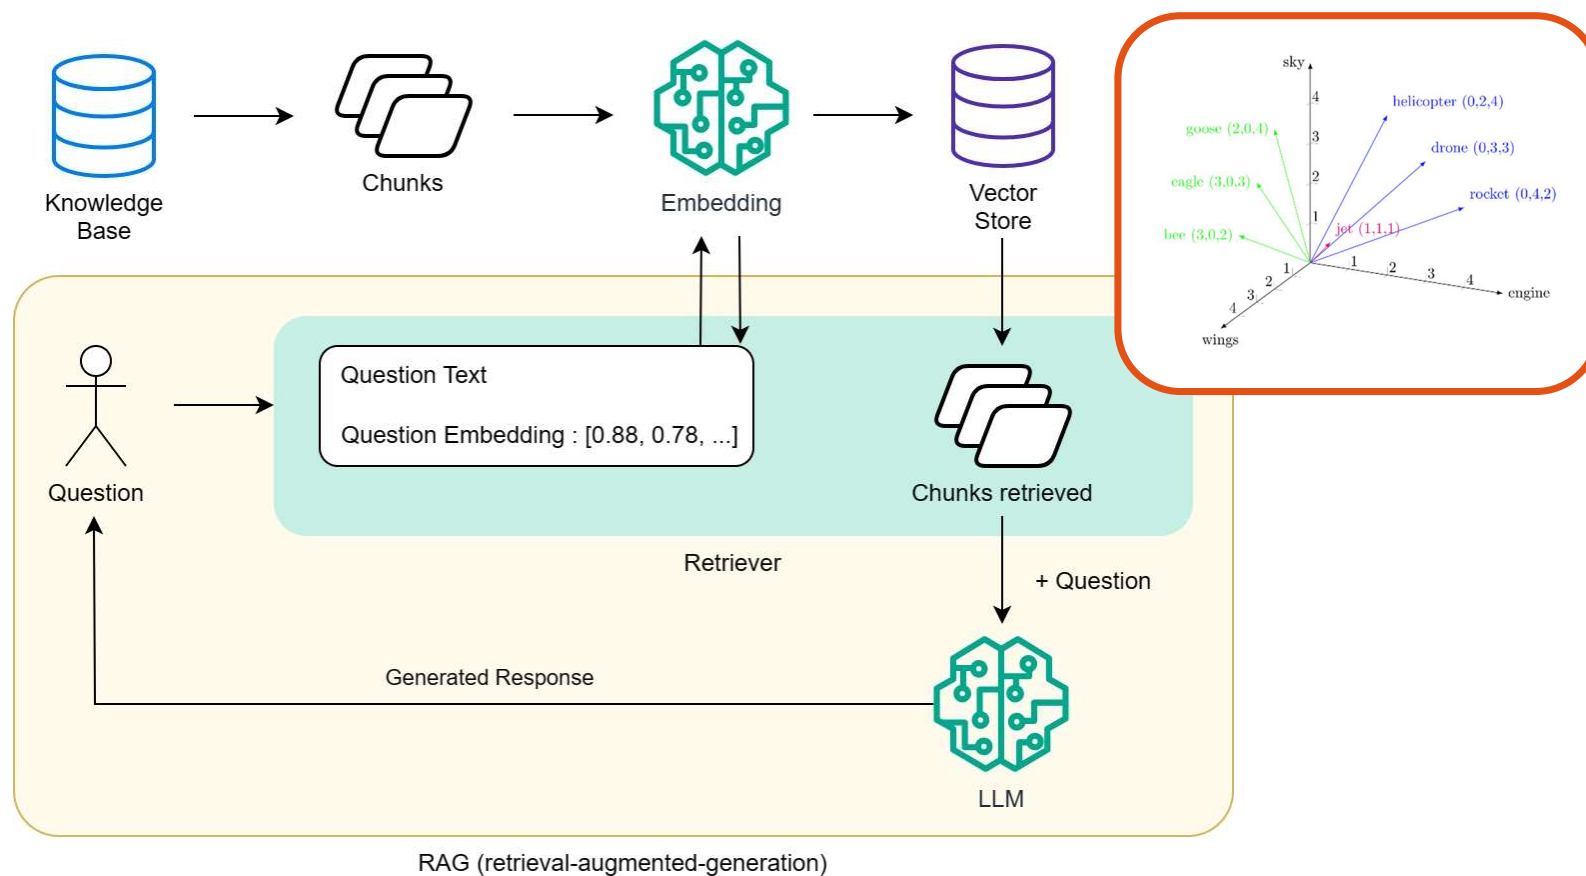 Knowledge
Base
Chunks
Embedding
Vector
Store
sky
4
3
2
1
helicopter (0,2,4)
goose (2,0,4)
drone (0,3,3)
eagle (3,0,3)
rocket (0,4,2)
jet (1,1,1)
bee (3,0,2)
1
2
3
4
engine
1
2
3
4
wings
Question
Question Text
Question Embedding : [0.88, 0.78, ...]
Chunks retrieved
Retriever
+ Question
Generated Response
LLM
RAG (retrieval-augmented-generation)